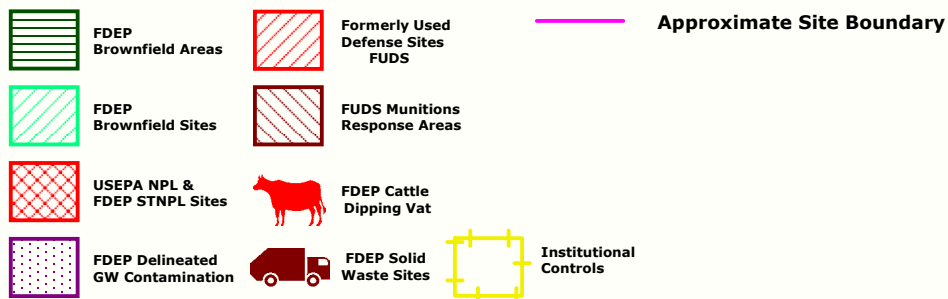 FDEP
Brownfield Areas
Formerly Used
Defense Sites
FUDS
Approximate Site Boundary
FDEP
Brownfield Sites
FUDS Munitions
Response Areas
USEPA NPL &
FDEP STNPL Sites
FDEP Cattle
Dipping Vat
FDEP Delineated
GW Contamination
FDEP Solid
Waste Sites
Institutional
Controls